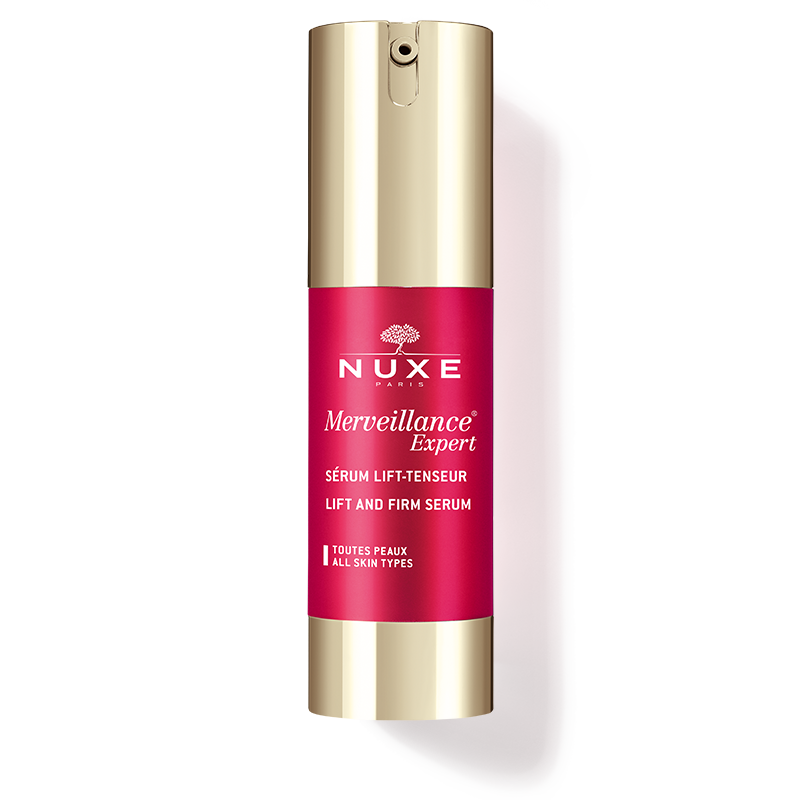 NUXE
PARIS
Merveillance®
Expert
SÉRUM LIFT-TENSEUR
LIFT AND FIRM SERUM
TOUTES PEAUX
ALL SKIN TYPES